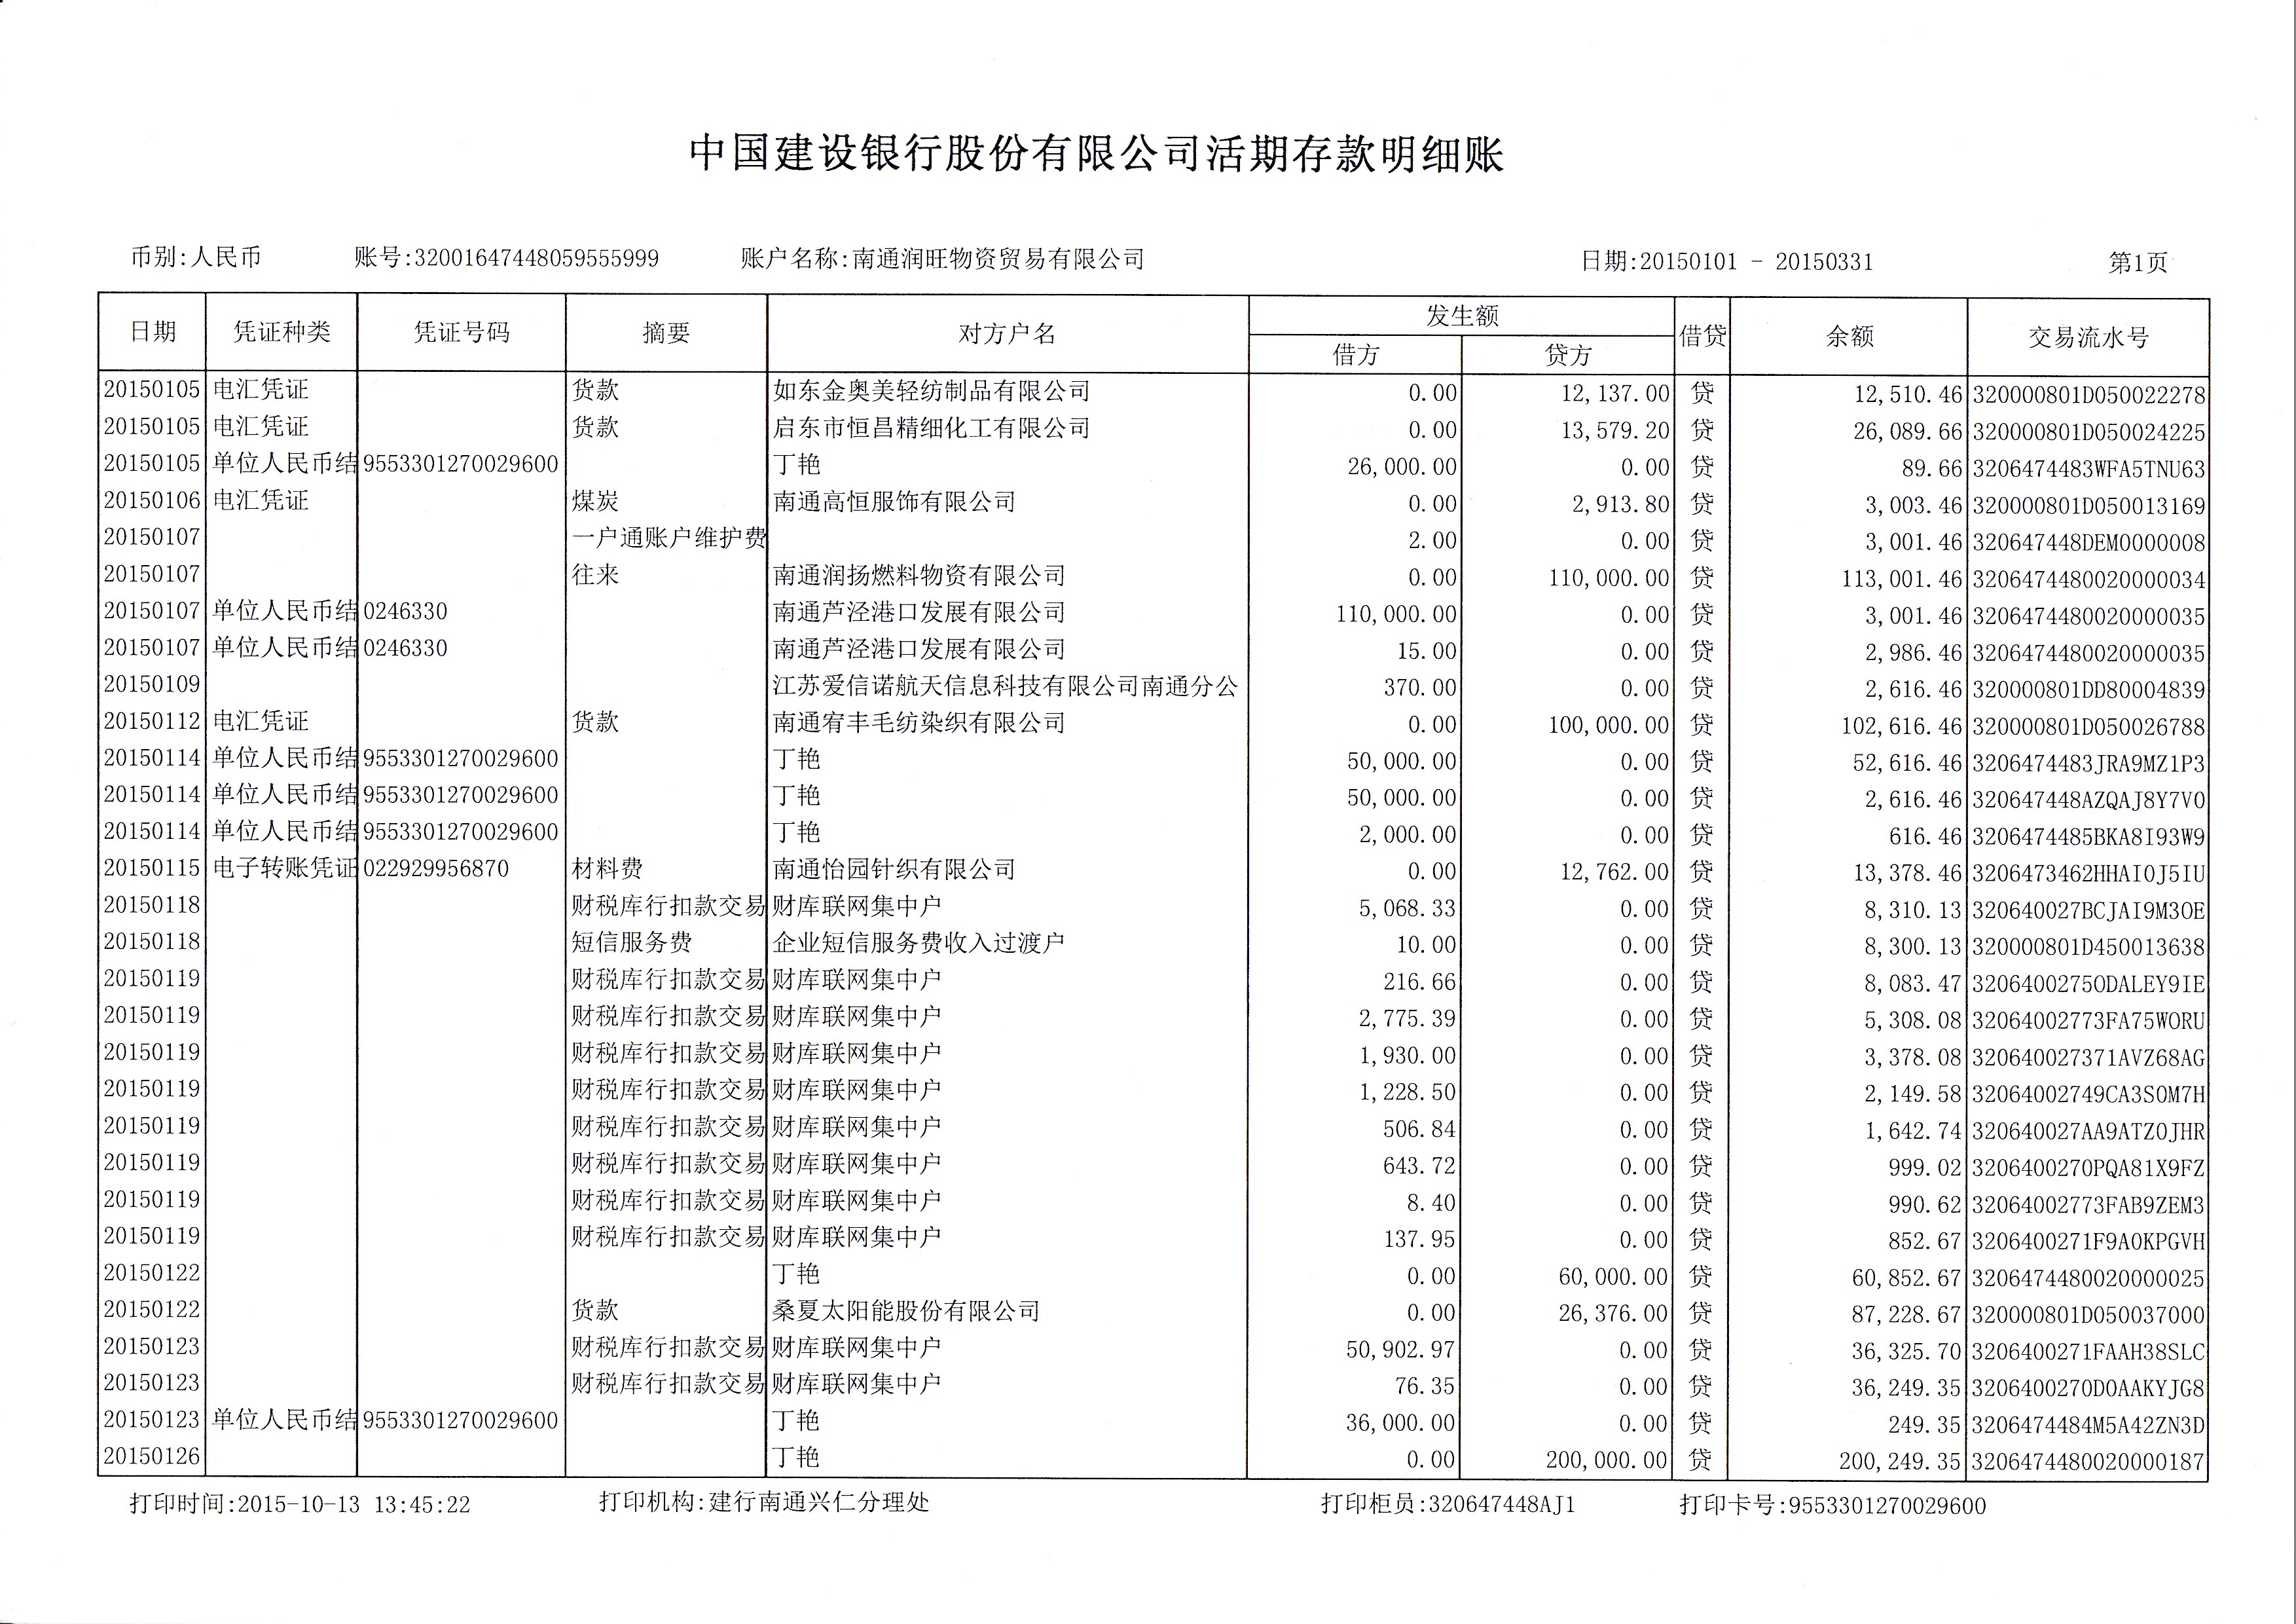 中国建设银行股份有限公司活期存款明细账
币别:人民币 账号:32001647448059555999 账户名称:南通润旺物资贸易有限公司 日期:20150101 - 20150331 第1页
日期 凭证种类 凭证号码 摘要 对方户名 发生额 借贷 余额 交易流水号
借方 贷方
20150105 电汇凭证 货款 如东金奥美轻纺制品有限公司 0.00 12,137.00 贷 12,510.46 320000801D050022278
20150105 电汇凭证 货款 启东市恒昌精细化工有限公司 0.00 13,579.20 贷 26,089.66 320000801D050024225
20150105 单位人民币结 9553301270029600 丁艳 26,000.00 0.00 贷 89.66 3206474483WFA5TNU63
20150106 电汇凭证 煤炭 南通高恒服饰有限公司 0.00 2,913.80 贷 3,003.46 320000801D050013169
20150107 一户通账户维护费 2.00 0.00 贷 3,001.46 320647448DEM0000008
20150107 往来 南通润扬燃料物资有限公司 0.00 110,000.00 贷 113,001.46 3206474480020000034
20150107 单位人民币结 0246330 南通芦泾港口发展有限公司 110,000.00 0.00 贷 3,001.46 3206474480020000035
20150107 单位人民币结 0246330 南通芦泾港口发展有限公司 15.00 0.00 贷 2,986.46 3206474480020000035
20150109 江苏爱信诺航天信息科技有限公司南通分公 370.00 0.00 贷 2,616.46 320000801DD80004839
20150112 电汇凭证 货款 南通宥丰毛纺染织有限公司 0.00 100,000.00 贷 102,616.46 320000801D050026788
20150114 单位人民币结 9553301270029600 丁艳 50,000.00 0.00 贷 52,616.46 3206474483JRA9MZ1P3
20150114 单位人民币结 9553301270029600 丁艳 50,000.00 0.00 贷 2,616.46 320647448AZQAJ8Y7V0
20150114 单位人民币结 9553301270029600 丁艳 2,000.00 0.00 贷 616.46 3206474485BKA8I93W9
20150115 电子转账凭证 022929956870 材料费 南通怡园针织有限公司 0.00 12,762.00 贷 13,378.46 3206473462HHAI0J5IU
20150118 财税库行扣款交易 财库联网集中户 5,068.33 0.00 贷 8,310.13 320640027BCJAI9M3OE
20150118 短信服务费 企业短信服务费收入过渡户 10.00 0.00 贷 8,300.13 320000801D450013638
20150119 财税库行扣款交易 财库联网集中户 216.66 0.00 贷 8,083.47 3206400275ODALEY9IE
20150119 财税库行扣款交易 财库联网集中户 2,775.39 0.00 贷 5,308.08 32064002773FA75WORU
20150119 财税库行扣款交易 财库联网集中户 1,930.00 0.00 贷 3,378.08 320640027371AVZ68AG
20150119 财税库行扣款交易 财库联网集中户 1,228.50 0.00 贷 2,149.58 32064002749CA3S0M7H
20150119 财税库行扣款交易 财库联网集中户 506.84 0.00 贷 1,642.74 320640027AA9ATZ0JHR
20150119 财税库行扣款交易 财库联网集中户 643.72 0.00 贷 999.02 3206400270PQA81X9FZ
20150119 财税库行扣款交易 财库联网集中户 8.40 0.00 贷 990.62 32064002773FAB9ZEM3
20150119 财税库行扣款交易 财库联网集中户 137.95 0.00 贷 852.67 3206400271F9A0KPGVH
20150122 丁艳 0.00 60,000.00 贷 60,852.67 3206474480020000025
20150122 货款 桑夏太阳能股份有限公司 0.00 26,376.00 贷 87,228.67 320000801D050037000
20150123 财税库行扣款交易 财库联网集中户 50,902.97 0.00 贷 36,325.70 3206400271FAAH38SLC
20150123 财税库行扣款交易 财库联网集中户 76.35 0.00 贷 36,249.35 3206400270D0AAKYJG8
20150123 单位人民币结 9553301270029600 丁艳 36,000.00 0.00 贷 249.35 3206474484M5A42ZN3D
20150126 丁艳 0.00 200,000.00 贷 200,249.35 3206474480020000187
打印时间:2015-10-13 13:45:22 打印机构:建行南通兴仁分理处 打印柜员:320647448AJ1 打印卡号:9553301270029600